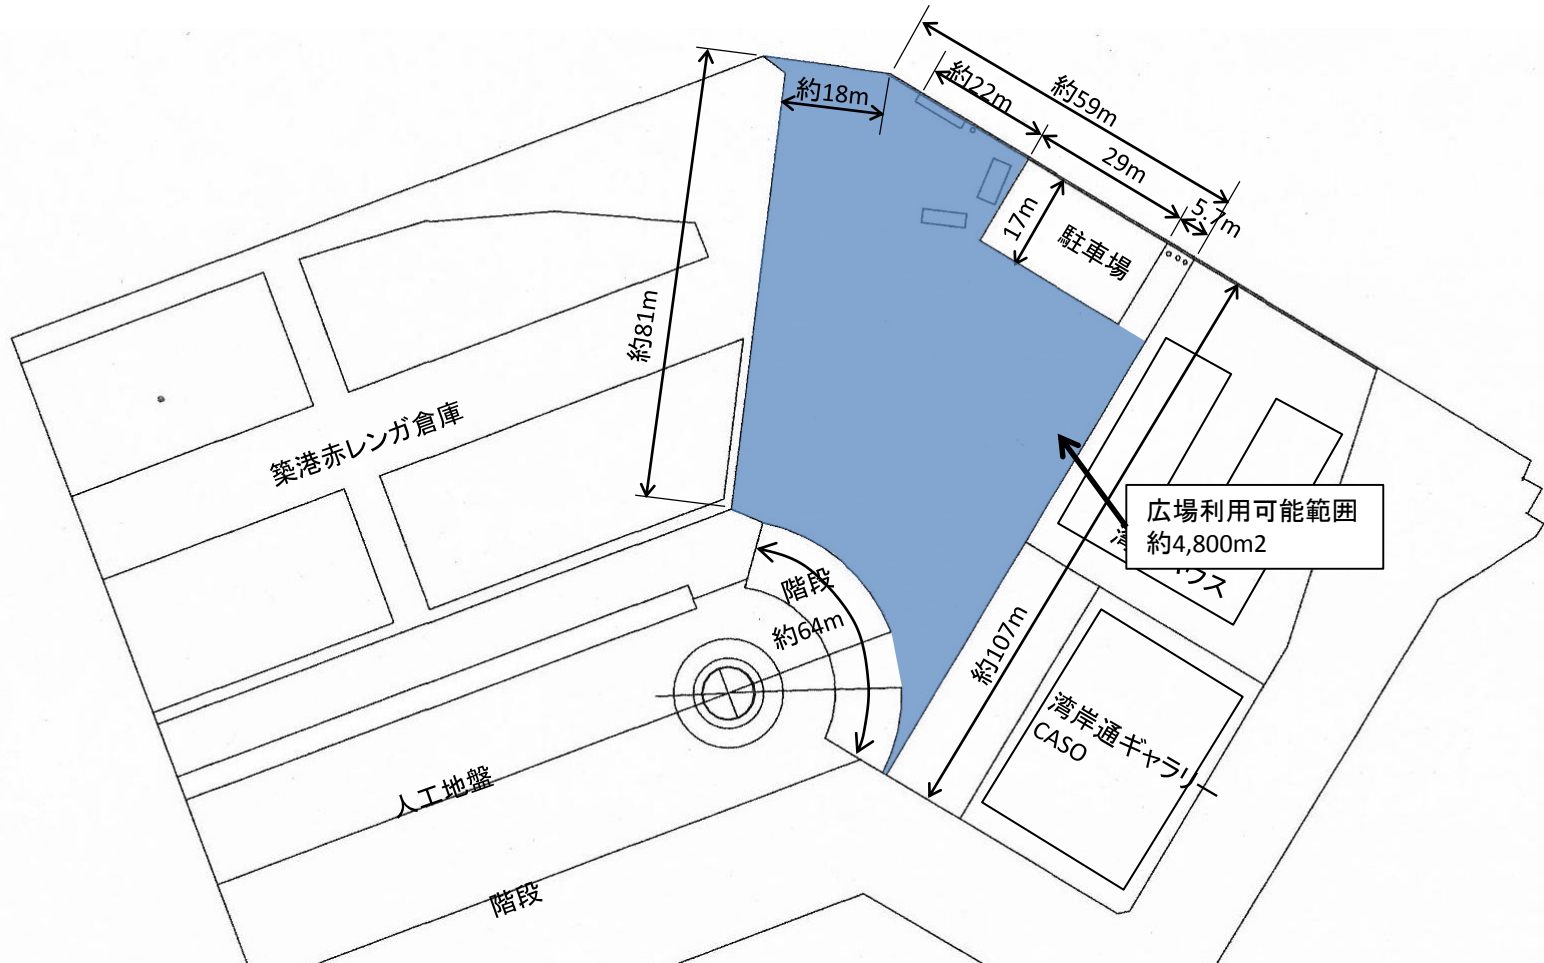 約59m
約22m
約18m
29m
5.7m
17m
駐車場
約81m
築港赤レンガ倉庫
広場利用可能範囲
約4,800m2
階段
約64m
約107m
湾岸通ギャラリー
CASO
人工地盤
階段